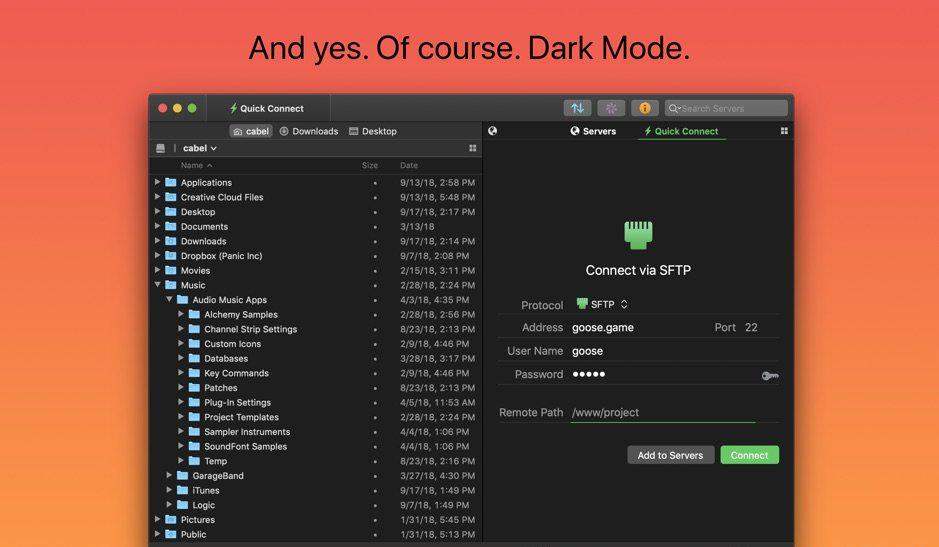 And yes. Of course. Dark Mode.
Quick Connect
Search Servers
cabel Downloads Desktop
Servers Quick Connect
cabel
Name Size Date
Applications • 9/13/18, 2:58 PM
Creative Cloud Files • 9/13/18, 5:48 PM
Desktop • 9/17/18, 2:17 PM
Documents • 3/13/18
Downloads • 9/17/18, 2:14 PM
Dropbox (Panic Inc) • 9/7/18, 2:08 PM
Movies • 2/15/18, 3:11 PM
Music • 2/28/18, 2:24 PM
Audio Music Apps • 4/3/18, 4:35 PM
Alchemy Samples • 2/28/18, 2:56 PM
Channel Strip Settings • 8/23/18, 2:13 PM
Custom Icons • 2/9/18, 4:46 PM
Databases • 3/28/18, 3:17 PM
Key Commands • 2/9/18, 4:46 PM
Patches • 8/23/18, 2:13 PM
Plug-In Settings • 4/5/18, 11:53 AM
Project Templates • 2/28/18, 2:24 PM
Sampler Instruments • 4/4/18, 1:06 PM
SoundFont Samples • 4/4/18, 1:06 PM
Temp • 8/23/18, 2:16 PM
GarageBand • 3/27/18, 4:30 PM
iTunes • 9/17/18, 1:49 PM
Logic • 9/7/18, 1:49 PM
Pictures • 1/31/18, 5:45 PM
Public • 1/31/18, 5:13 PM
Connect via SFTP
Protocol SFTP
Address goose.game Port 22
User Name goose
Password •••••
Remote Path /www/project
Add to Servers Connect